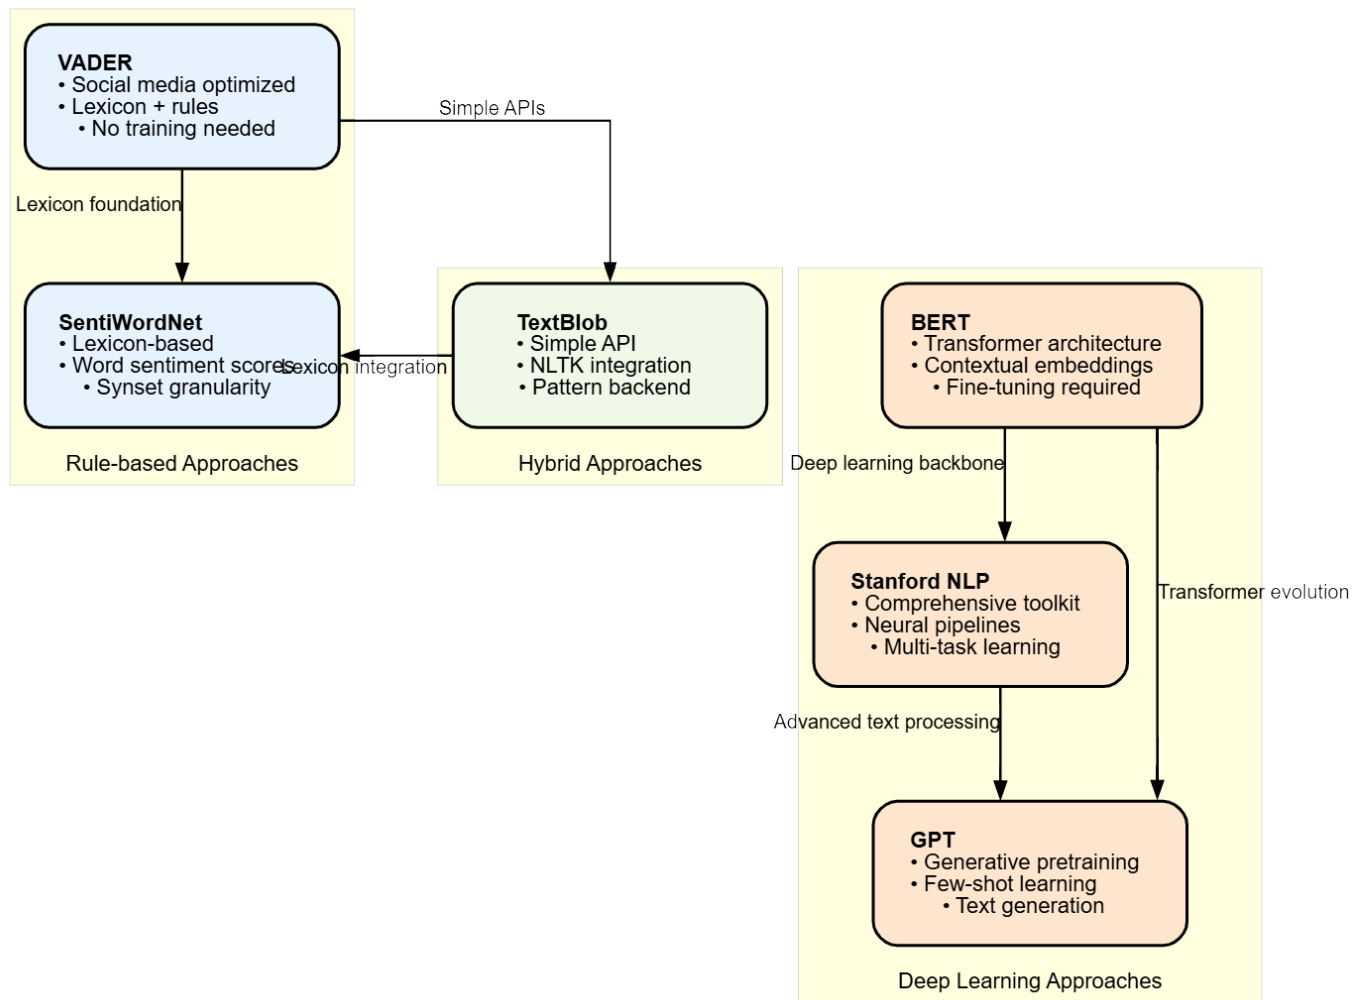 VADER
• Social media optimized
• Lexicon + rules
• No training needed
Simple APIs
Lexicon foundation
SentiWordNet
• Lexicon-based
• Word sentiment scores
• Synset granularity
Lexicon integration
TextBlob
• Simple API
• NLTK integration
• Pattern backend
Rule-based Approaches
Hybrid Approaches
BERT
• Transformer architecture
• Contextual embeddings
• Fine-tuning required
Deep learning backbone
Stanford NLP
• Comprehensive toolkit
• Neural pipelines
• Multi-task learning
Transformer evolution
Advanced text processing
GPT
• Generative pretraining
• Few-shot learning
• Text generation
Deep Learning Approaches